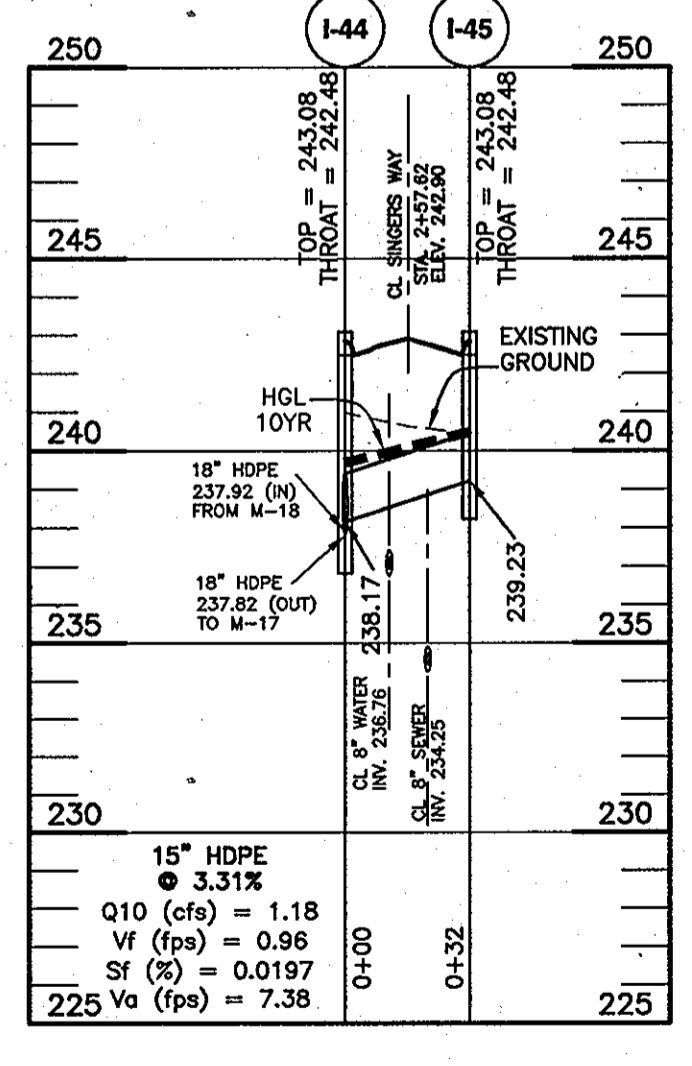 I-44
I-45
250
250
TOP = 243.08
THROAT = 242.48
CL SINGERS WAY
STA. 2+57.62
ELEV. 242.90
TOP = 243.08
THROAT = 242.48
245
245
EXISTING
GROUND
HGL
10YR
240
240
18" HDPE
237.92 (IN)
FROM M-18
18" HDPE
237.82 (OUT)
TO M-17
238.17
239.23
235
235
CL 8" WATER
INV. 236.76
CL 8" SEWER
INV. 234.25
230
230
15" HDPE
@ 3.31%
Q10 (cfs) = 1.18
Vf (fps) = 0.96
Sf (%) = 0.0197
Va (fps) = 7.38
0+00
0+32
225
225